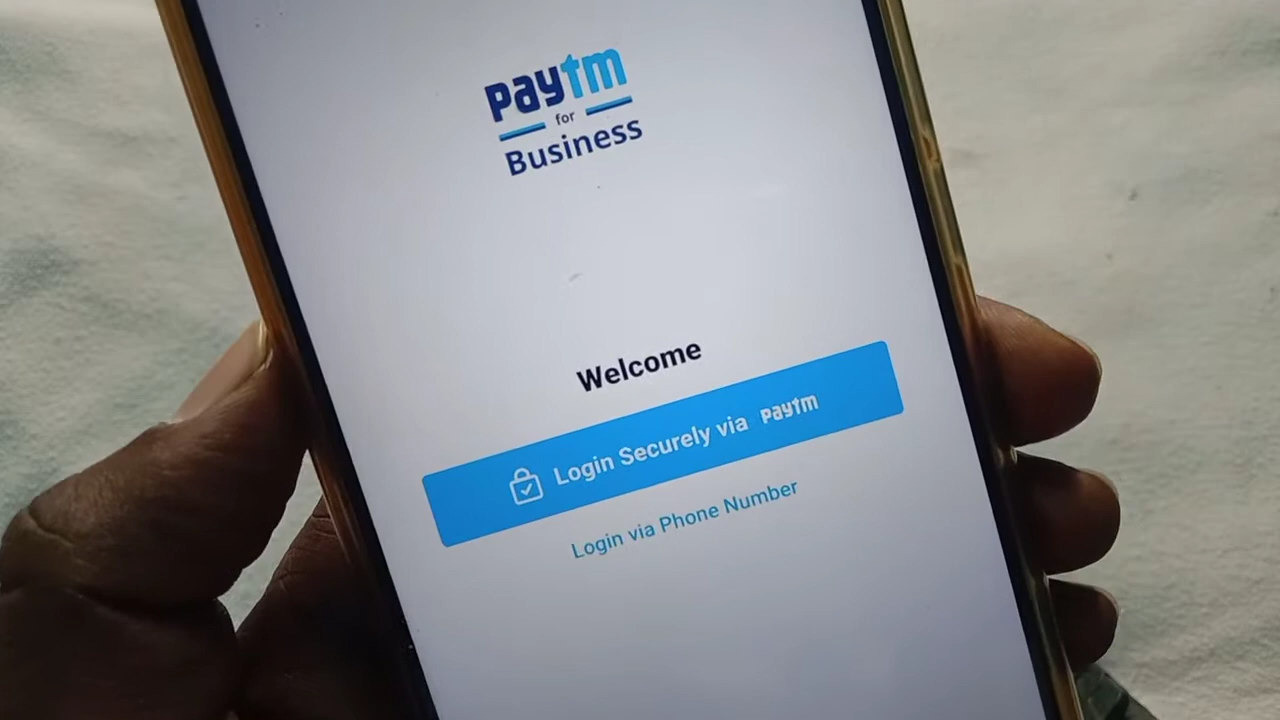 paytm
for
Business
Welcome
Login Securely via paytm
Login via Phone Number